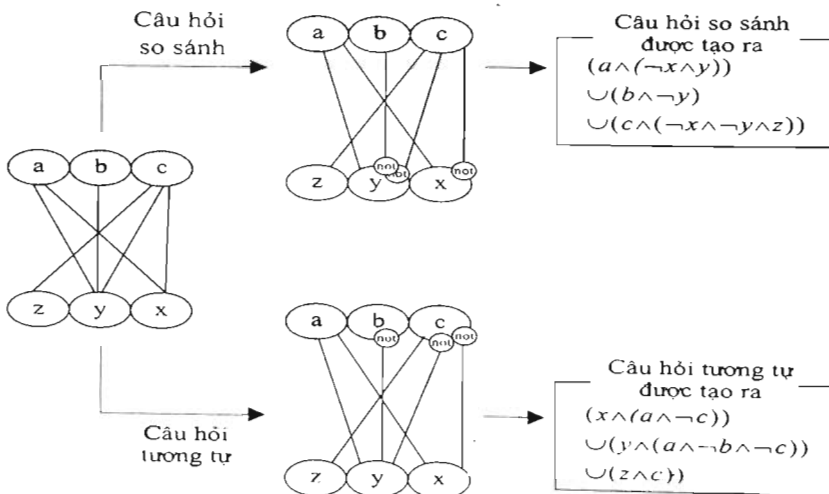 Câu hỏi
so sánh
a b c
not not not
z y x
Câu hỏi so sánh
được tạo ra
(a∧(¬x∧y))
∪(b∧¬y)
∪(c∧(¬x∧¬y∧z))
a b c
z y x
Câu hỏi
tương tự
a b c
not not not
z y x
Câu hỏi tương tự
được tạo ra
(x∧(a∧¬c))
∪(y∧(a∧¬b∧¬c))
∪(z∧c))